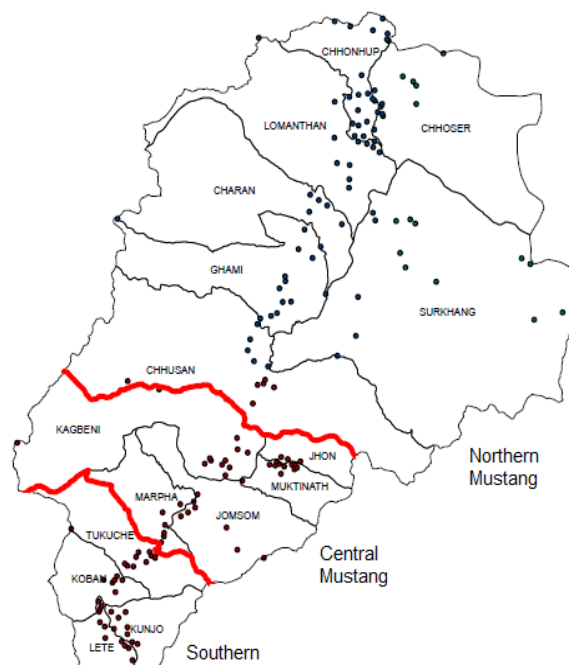 CHHONHUP
LOMANTHAN
CHHOSER
CHARAN
GHAMI
SURKHANG
CHHUSAN
KAGBENI
JHON
Northern
Mustang
MUKTINATH
MARPHA
JOMSOM
TUKUCHE
Central
Mustang
KOBAN
KUNJO
LETE
Southern